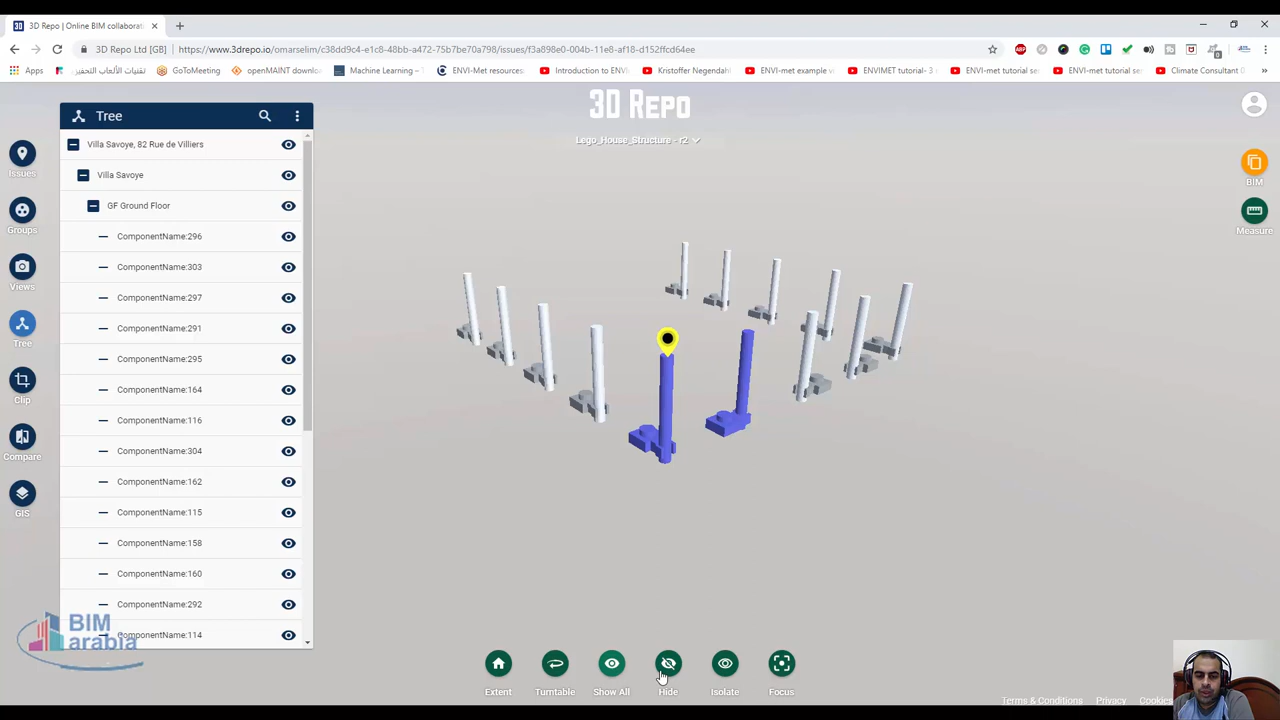 3D Repo | Online BIM collaborati
3D Repo Ltd [GB] | https://www.3drepo.io/omarselim/c38dd9c4-e1c8-48bb-a472-75b7be70a798/issues/f3a898e0-004b-11e8-af18-d152ffcd64ee
Apps
تقنيات الألعاب التحفيز
GoToMeeting
openMAINT downlo
Machine Learning – T
ENVI-Met resources
Introduction to ENVI
Kristoffer Negendahl
ENVI-met example v
ENVIMET tutorial- 3
ENVI-met tutorial se
ENVI-met tutorial ser
Climate Consultant 0
3D REPO
Lego_House_Structure - r2
Tree
Villa Savoye, 82 Rue de Villiers
Villa Savoye
GF Ground Floor
ComponentName:296
ComponentName:303
ComponentName:297
ComponentName:291
ComponentName:295
ComponentName:164
ComponentName:116
ComponentName:304
ComponentName:162
ComponentName:115
ComponentName:158
ComponentName:160
ComponentName:292
ComponentName:114
Issues
Groups
Views
Tree
Clip
Compare
GIS
BIM
Measure
BIM
arabia
Extent
Turntable
Show All
Hide
Isolate
Focus
Terms & Conditions
Privacy
Cookies